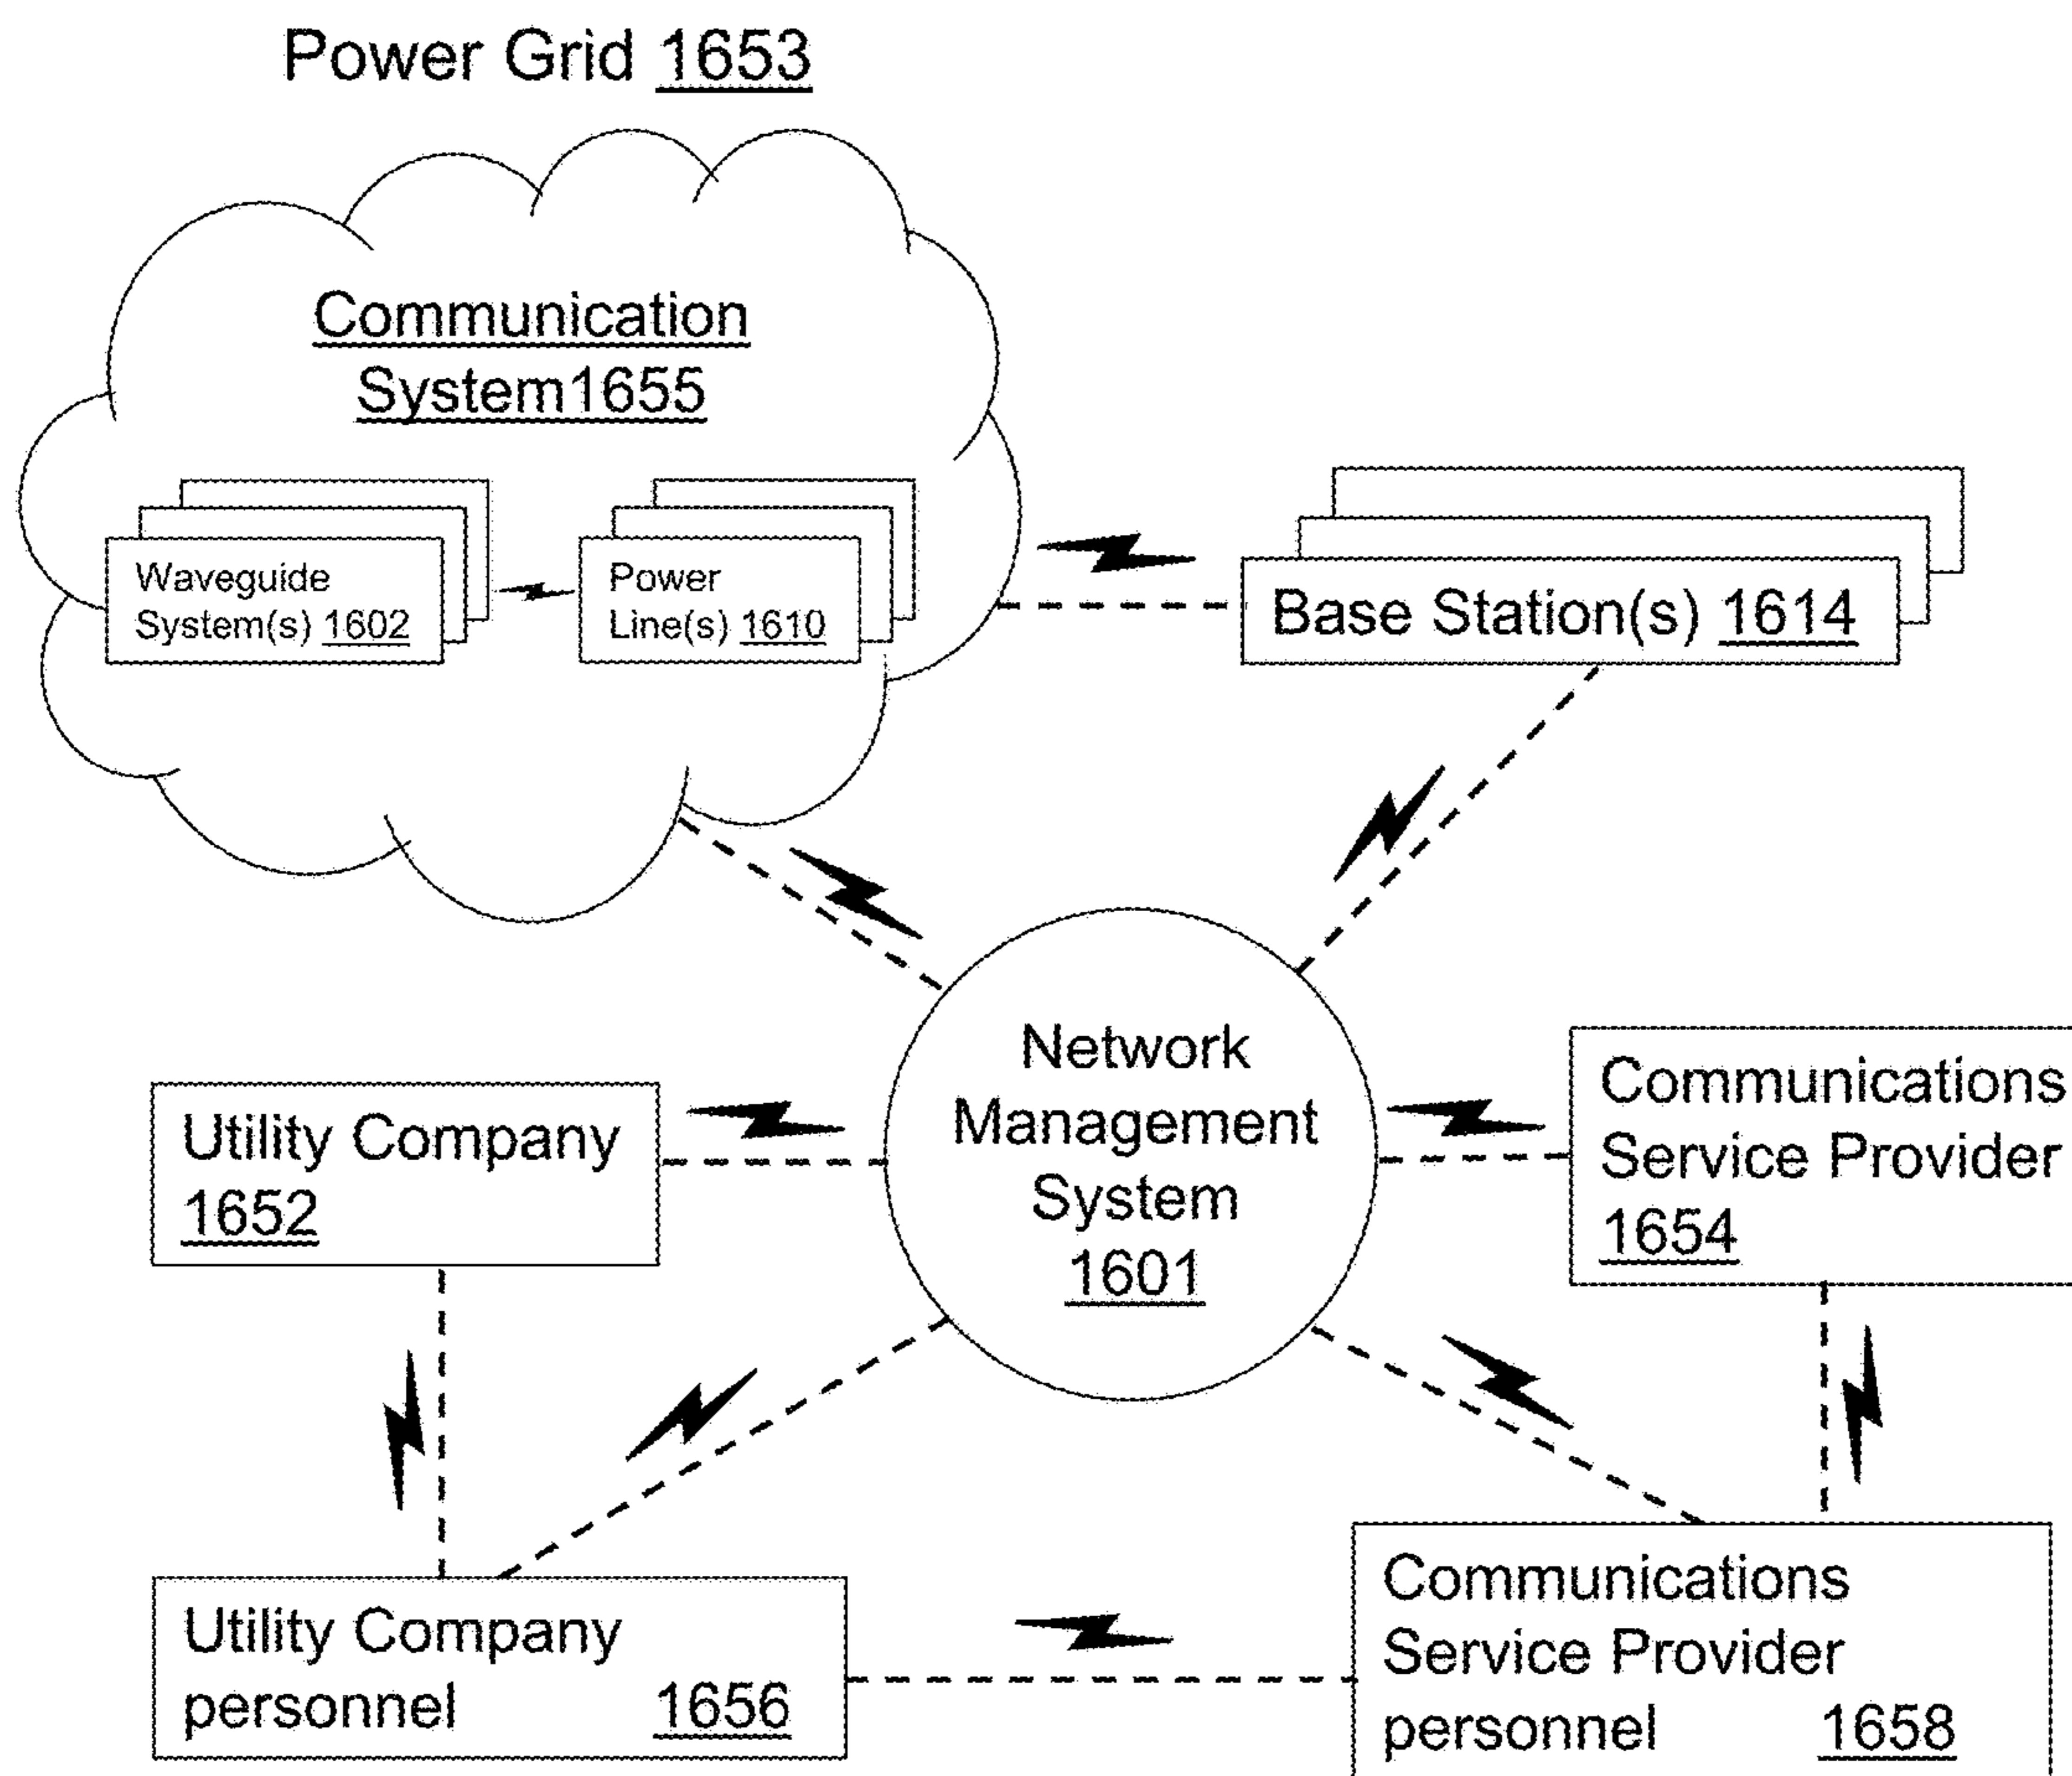 Power Grid 1653
Communication
System1655
Waveguide
System(s) 1602
Power
Line(s) 1610
Base Station(s) 1614
Network
Management
System
1601
Utility Company
1652
Communications
Service Provider
1654
Utility Company
personnel 1656
Communications
Service Provider
personnel 1658